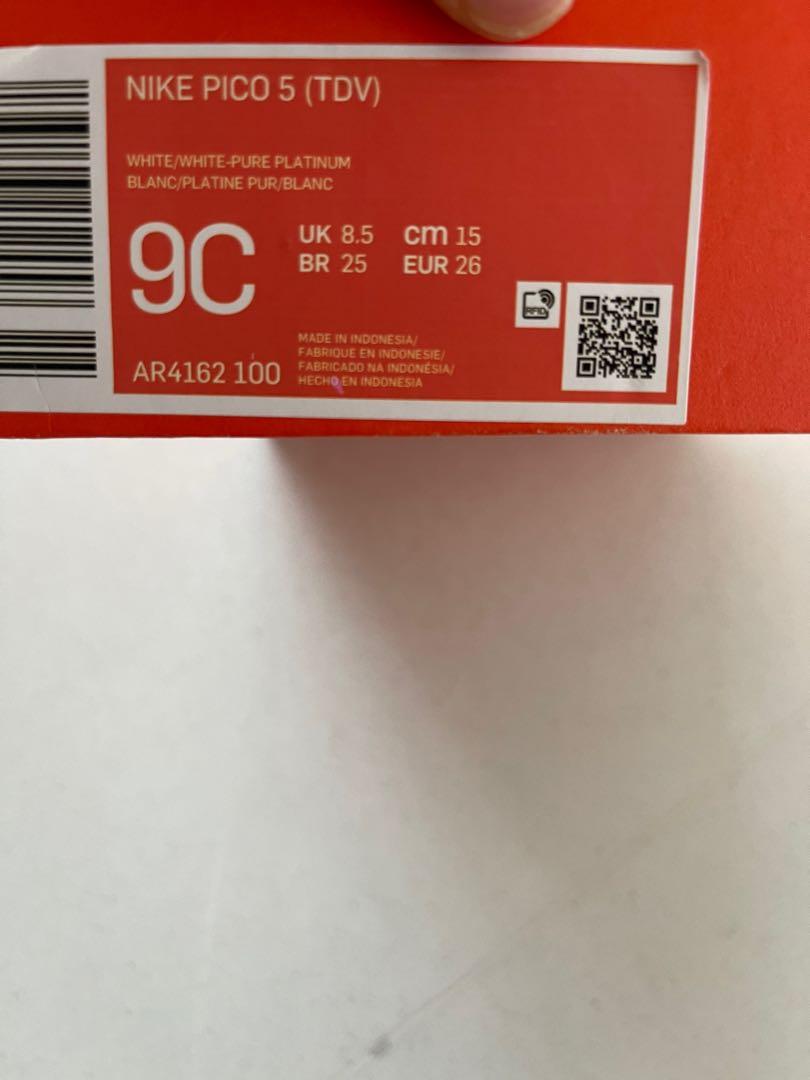 NIKE PICO 5 (TDV)
WHITE/WHITE-PURE PLATINUM
BLANC/PLATINE PUR/BLANC
9C
UK 8.5 cm 15
BR 25 EUR 26
RFID
AR4162 100
MADE IN INDONESIA/
FABRIQUE EN INDONESIE/
FABRICADO NA INDONÉSIA/
HECHO EN INDONESIA